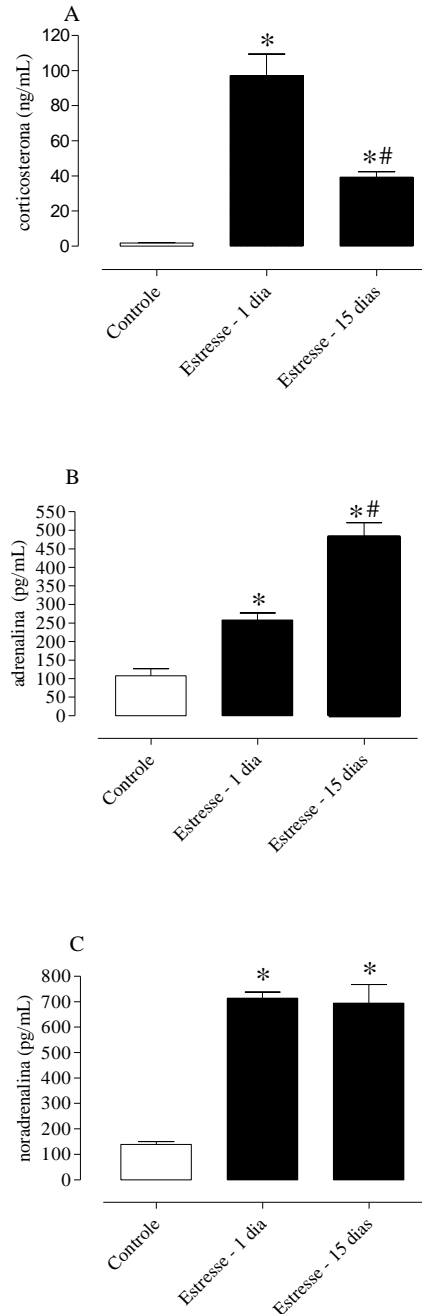 A
corticosterona (ng/mL)
120
100
80
60
40
20
0
*
*#
Controle
Estresse - 1 dia
Estresse - 15 dias
B
adrenalina (pg/mL)
550
500
450
400
350
300
250
200
150
100
50
0
*
*#
Controle
Estresse - 1 dia
Estresse - 15 dias
C
noradrenalina (pg/mL)
800
700
600
500
400
300
200
100
0
*
*
Controle
Estresse - 1 dia
Estresse - 15 dias